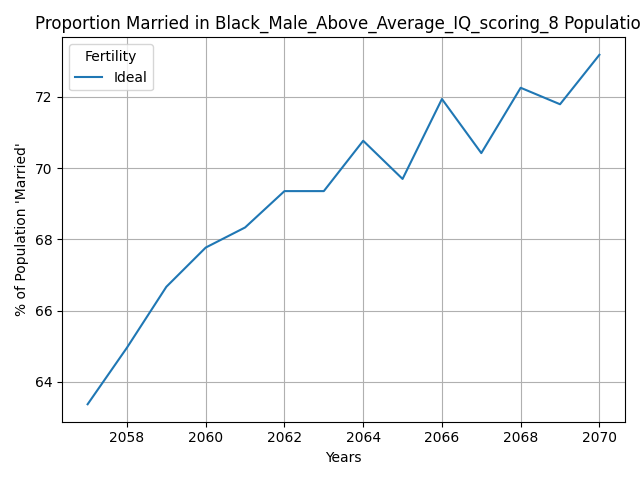 Proportion Married in Black_Male_Above_Average_IQ_scoring_8 Populatio
Fertility
Ideal
% of Population 'Married'
72
70
68
66
64
2058 2060 2062 2064 2066 2068 2070
Years